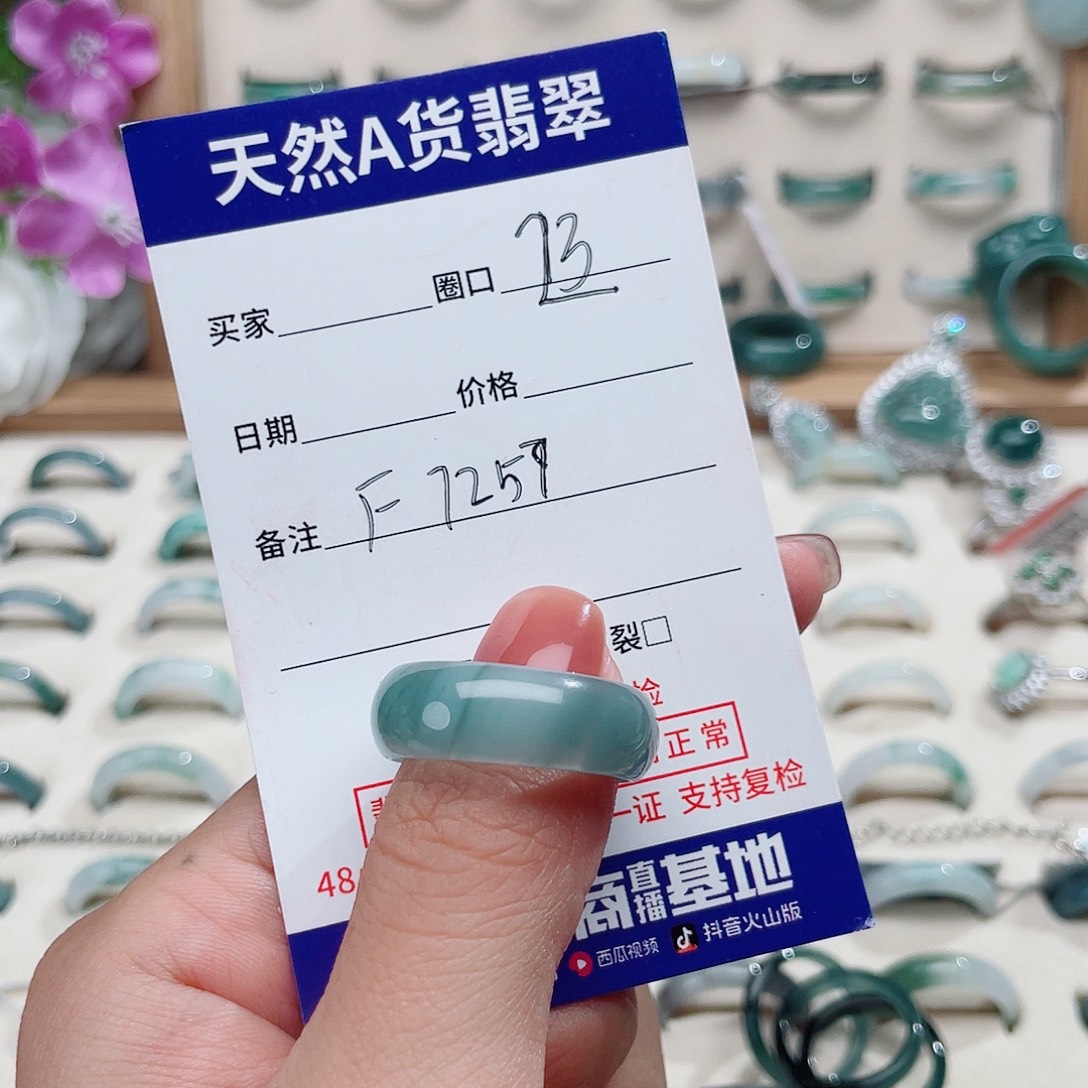 天然A货翡翠
买家 圈口 23
日期 价格
备注 F 7259
裂□
检
正常
一证 支持复检
48
商直播基地
西瓜视频 抖音火山版